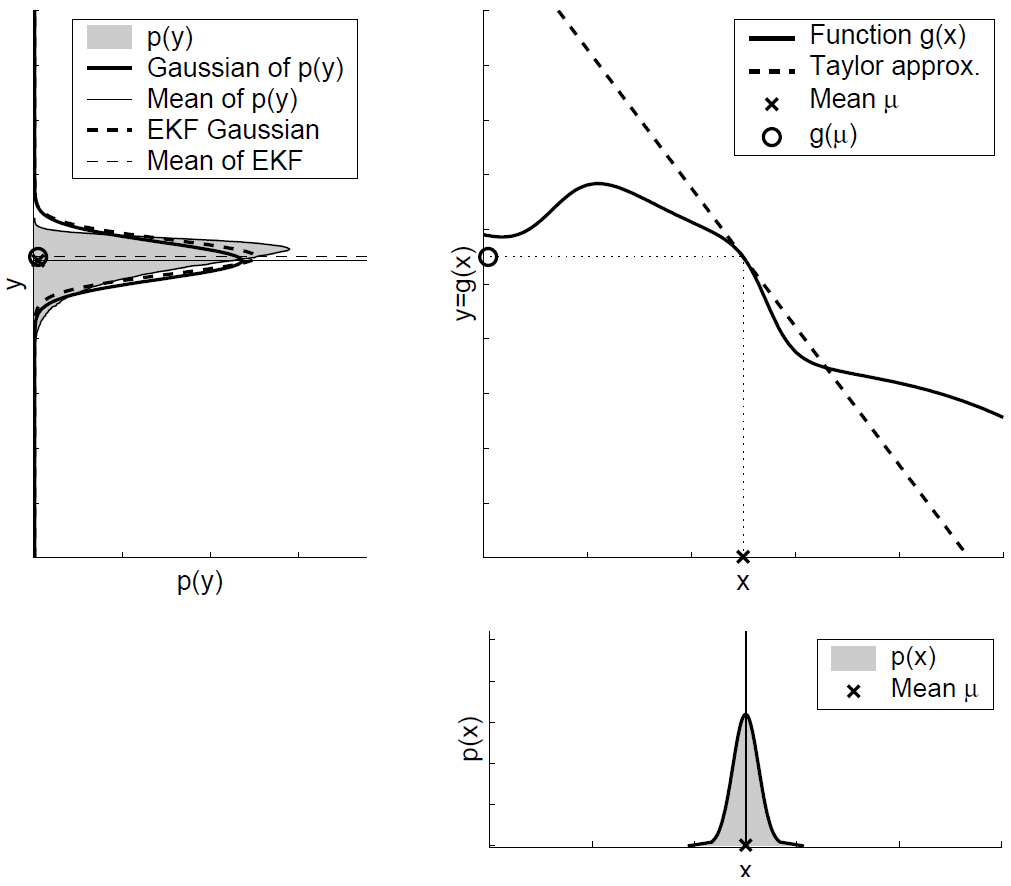 p(y)
Gaussian of p(y)
Mean of p(y)
EKF Gaussian
Mean of EKF
y
p(y)
Function g(x)
Taylor approx.
Mean μ
g(μ)
y=g(x)
x
p(x)
Mean μ
p(x)
x